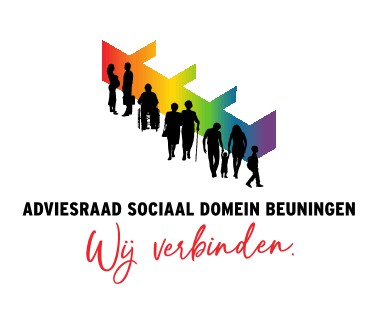 ADVIESRAAD SOCIAAL DOMEIN BEUNINGEN
Wij verbinden.